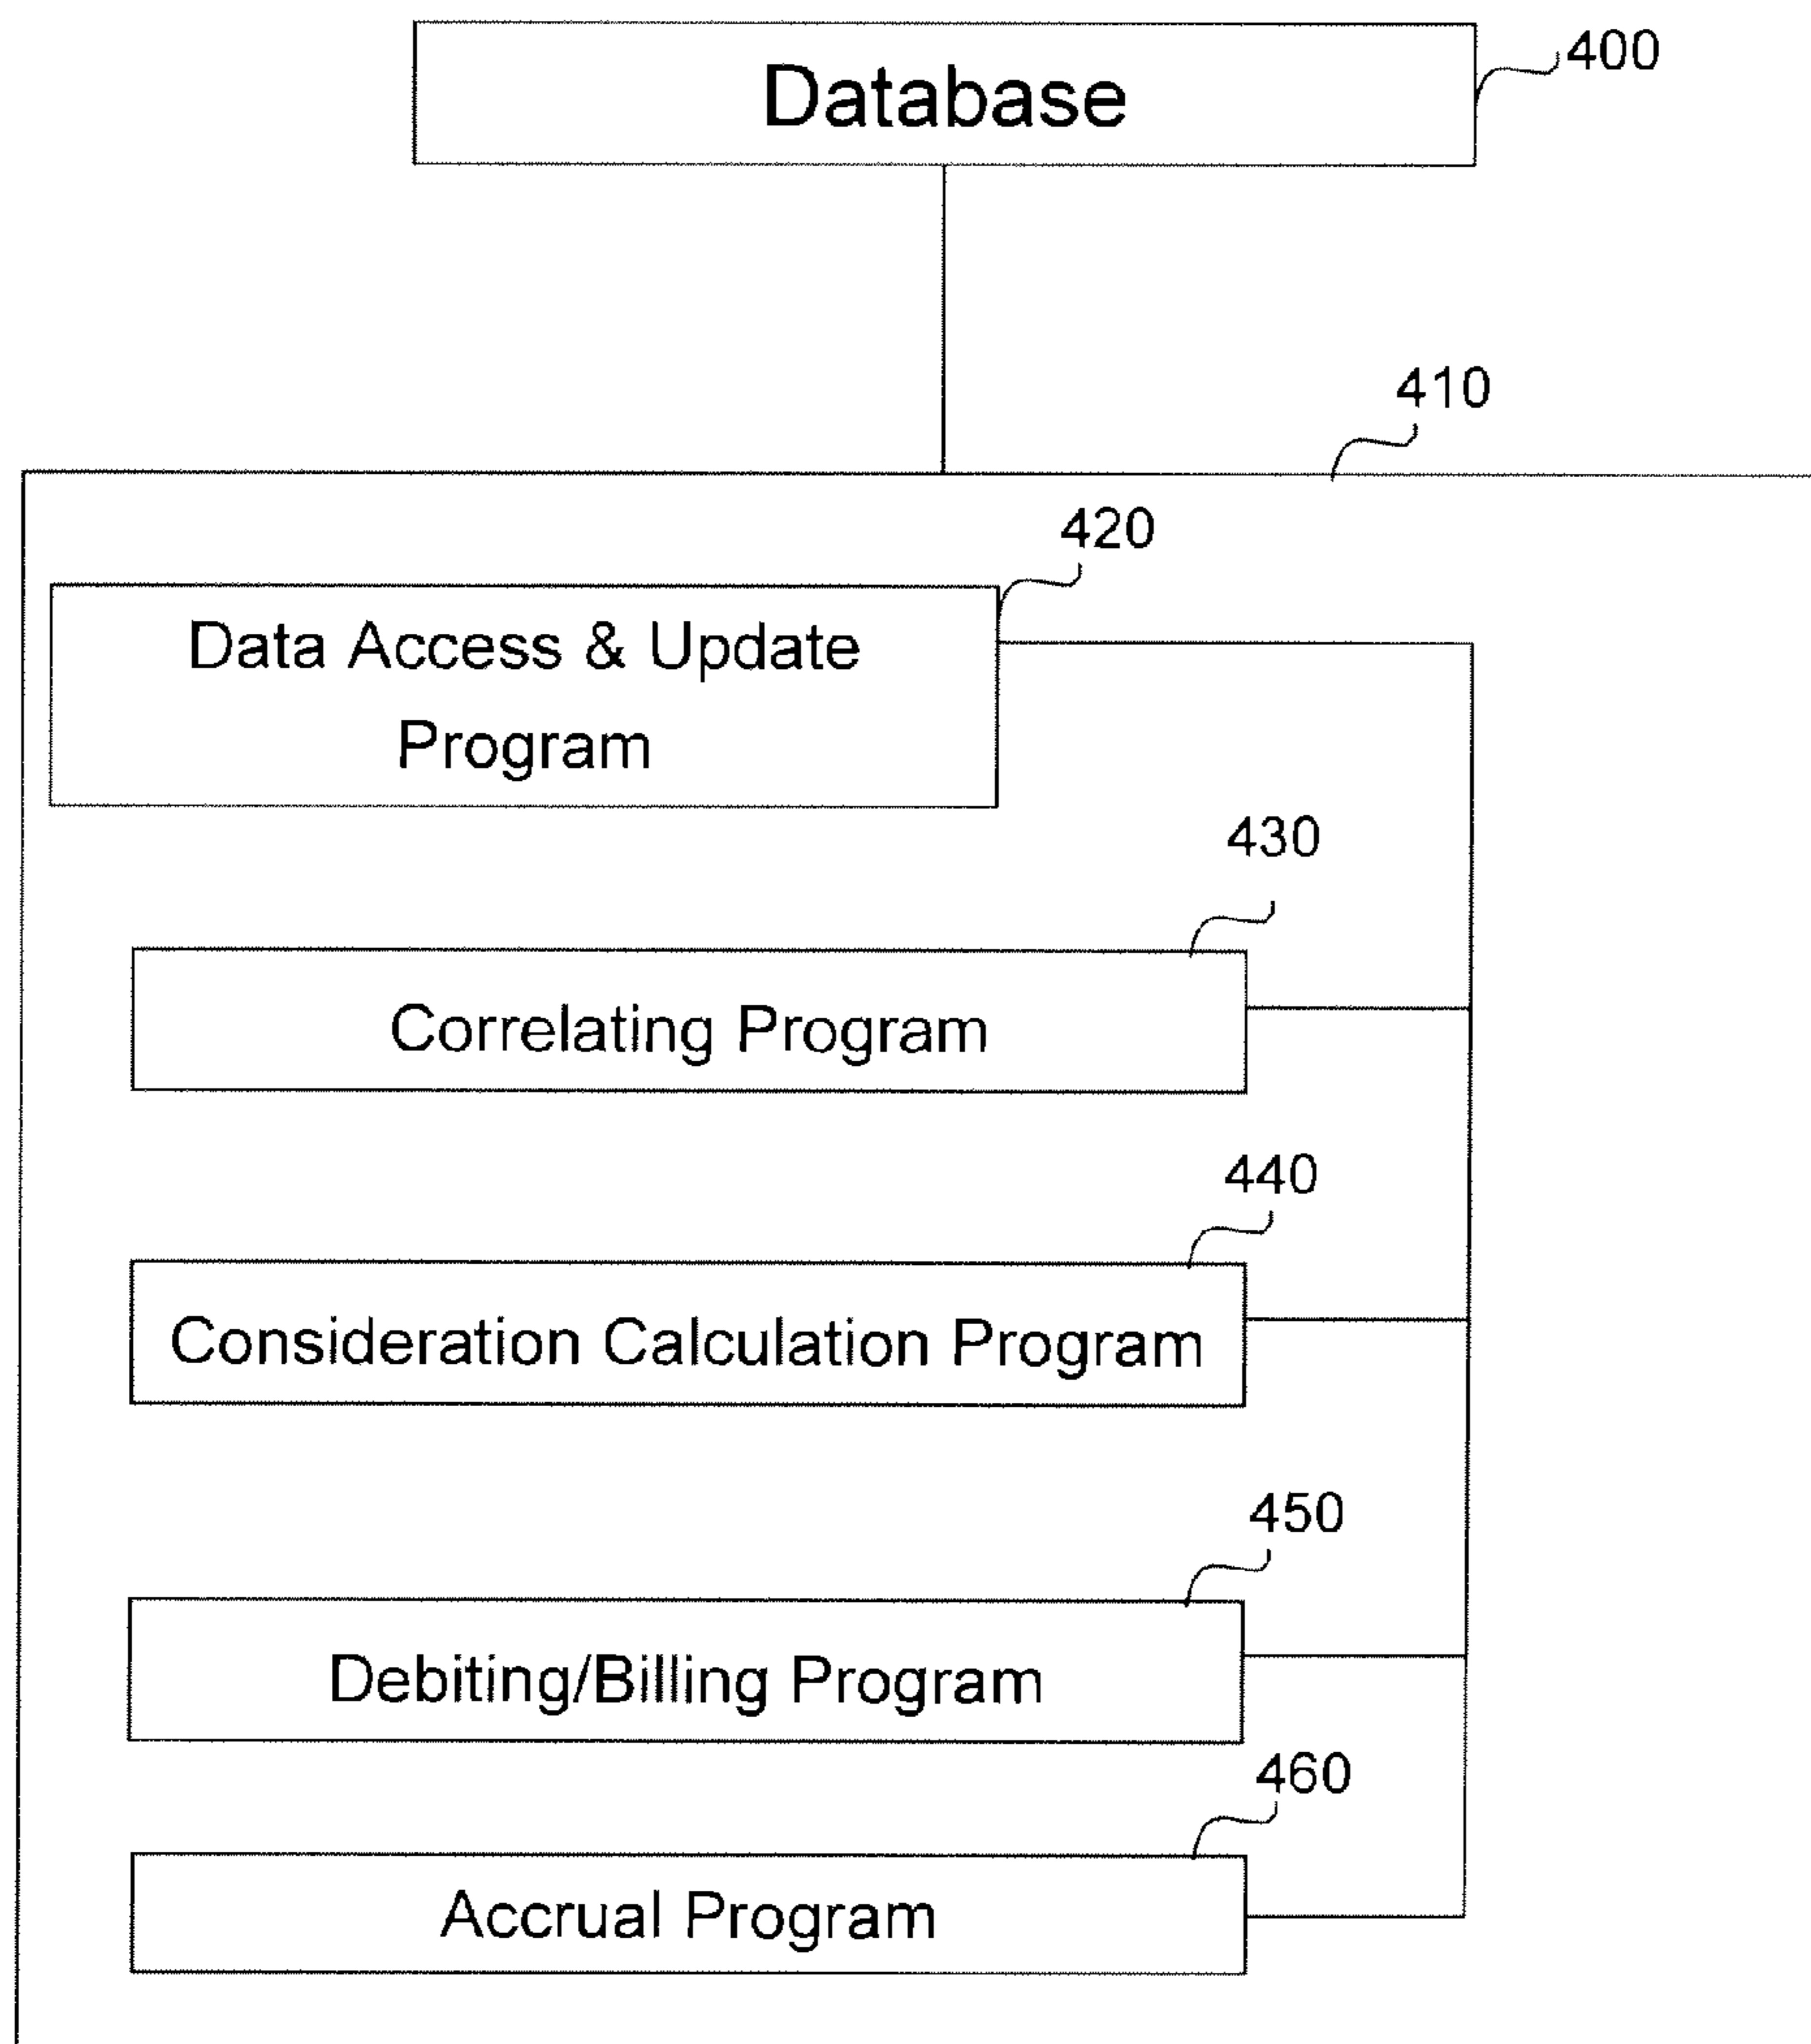 Database
400
410
420
Data Access & Update
Program
430
Correlating Program
440
Consideration Calculation Program
450
Debiting/Billing Program
460
Accrual Program